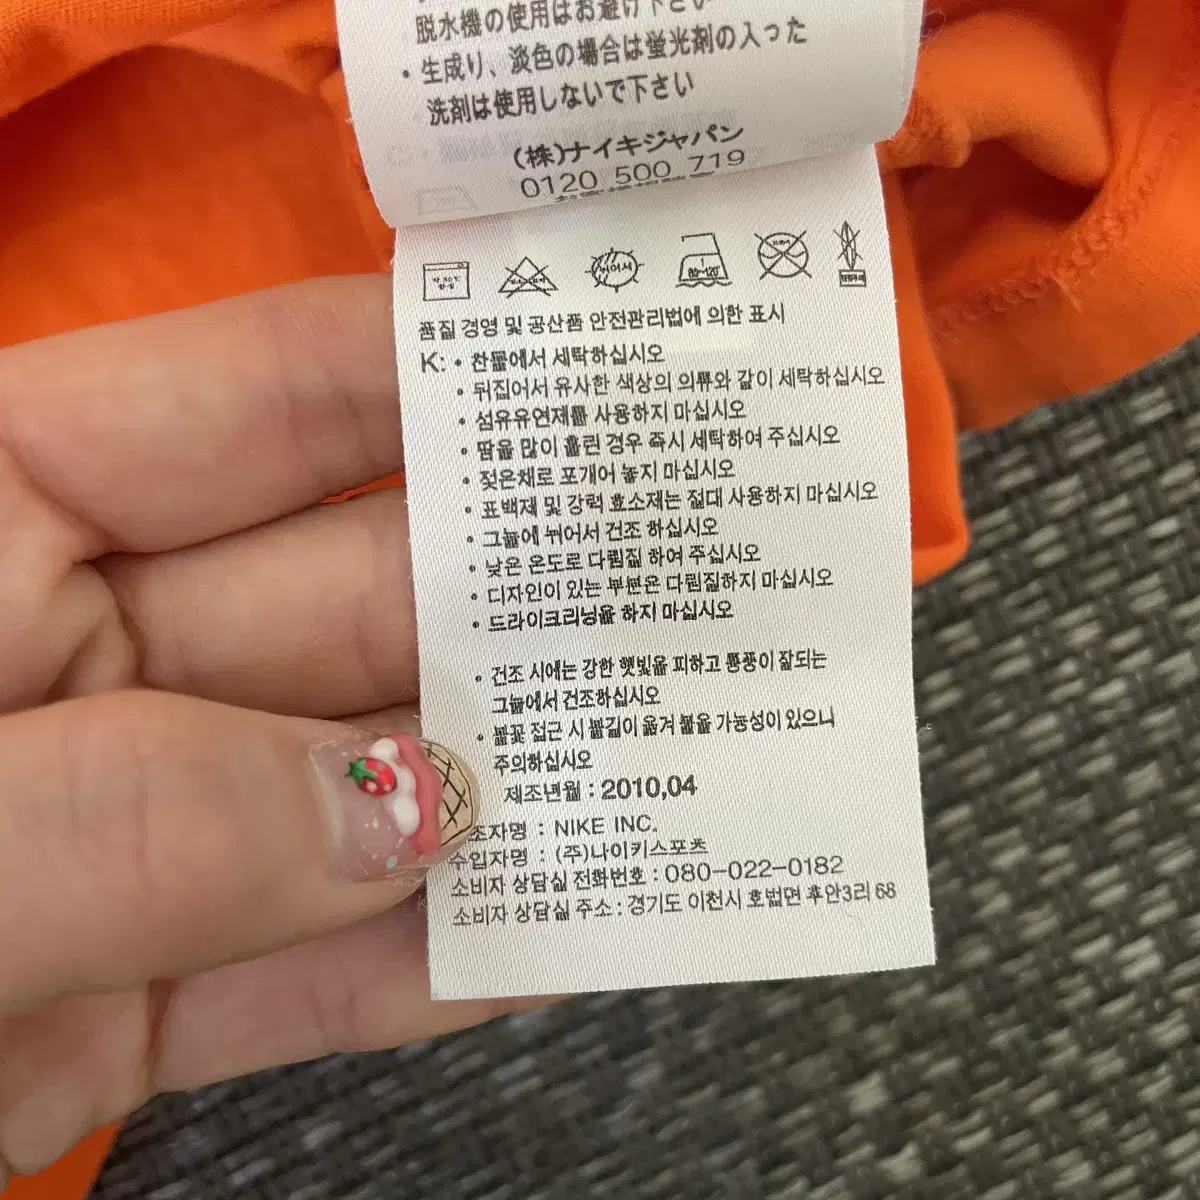 脱水機の使用はお避け下さい
・生成り、淡色の場合は蛍光剤の入った
洗剤は使用しないで下さい
(株)ナイキジャパン
0120 500 719
80~120°
품질 경영 및 공산품 안전관리법에 의한 표시
K: • 찬물에서 세탁하십시오
• 뒤집어서 유사한 색상의 의류와 같이 세탁하십시오
• 섬유유연제를 사용하지 마십시오
• 땀을 많이 흘린 경우 즉시 세탁하여 주십시오
• 젖은채로 포개어 놓지 마십시오
• 표백제 및 강력 효소제는 절대 사용하지 마십시오
• 그늘에 뉘어서 건조 하십시오
• 낮은 온도로 다림질 하여 주십시오
• 디자인이 있는 부분은 다림질하지 마십시오
• 드라이크리닝을 하지 마십시오
• 건조 시에는 강한 햇빛을 피하고 통풍이 잘되는
그늘에서 건조하십시오
• 불꽃 접근 시 불길이 옮겨 붙을 가능성이 있으니
주의하십시오
제조년월 : 2010,04
조자명 : NIKE INC.
수입자명 : (주)나이키스포츠
소비자 상담실 전화번호 : 080-022-0182
소비자 상담실 주소 : 경기도 이천시 호법면 후안3리 68